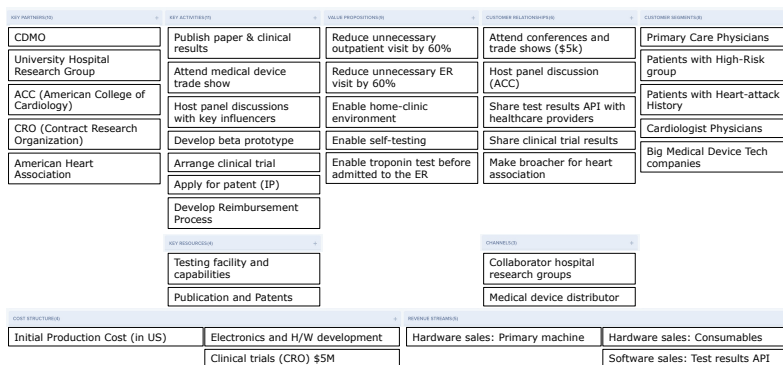 KEY PARTNERS(10)
CDMO
University Hospital
Research Group
ACC (American College of
Cardiology)
CRO (Contract Research
Organization)
American Heart
Association
KEY ACTIVITIES(11)
Publish paper & clinical
results
Attend medical device
trade show
Host panel discussions
with key influencers
Develop beta prototype
Arrange clinical trial
Apply for patent (IP)
Develop Reimbursement
Process
KEY RESOURCES(4)
Testing facility and
capabilities
Publication and Patents
VALUE PROPOSITIONS(5)
Reduce unnecessary
outpatient visit by 60%
Reduce unnecessary ER
visit by 60%
Enable home-clinic
environment
Enable self-testing
Enable troponin test before
admitted to the ER
CUSTOMER RELATIONSHIPS(6)
Attend conferences and
trade shows ($5k)
Host panel discussion
(ACC)
Share test results API with
healthcare providers
Share clinical trial results
Make broacher for heart
association
CHANNELS(3)
Collaborator hospital
research groups
Medical device distributor
CUSTOMER SEGMENTS(8)
Primary Care Physicians
Patients with High-Risk
group
Patients with Heart-attack
History
Cardiologist Physicians
Big Medical Device Tech
companies
COST STRUCTURE(4)
Initial Production Cost (in US)
Electronics and H/W development
Clinical trials (CRO) $5M
REVENUE STREAMS(5)
Hardware sales: Primary machine
Hardware sales: Consumables
Software sales: Test results API